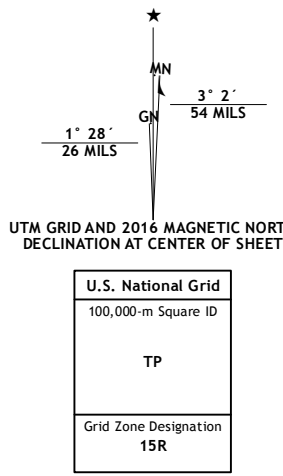 MN
GN
3° 2´
54 MILS
1° 28´
26 MILS
UTM GRID AND 2016 MAGNETIC NORT
DECLINATION AT CENTER OF SHEET
U.S. National Grid
100,000-m Square ID
TP
Grid Zone Designation
15R